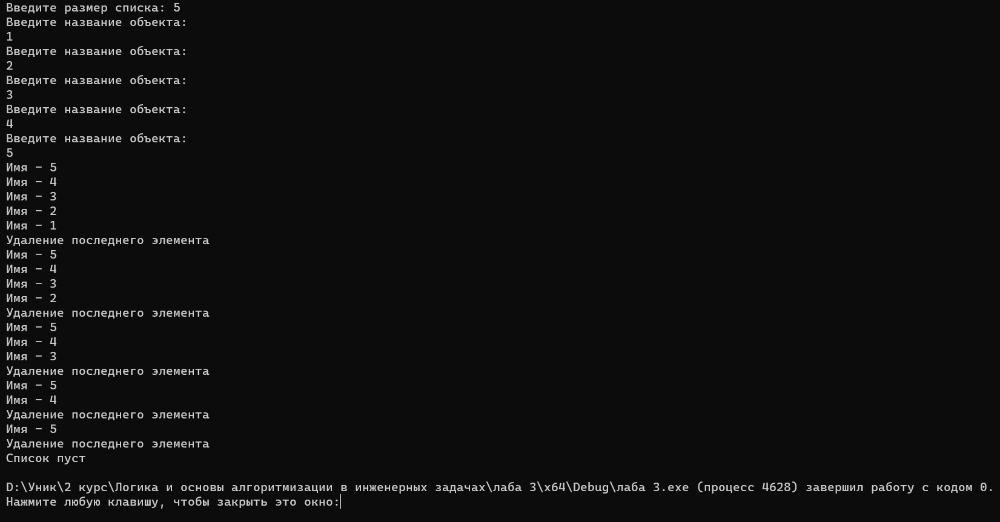 Введите размер списка: 5
Введите название объекта:
1
Введите название объекта:
2
Введите название объекта:
3
Введите название объекта:
4
Введите название объекта:
5
Имя - 5
Имя - 4
Имя - 3
Имя - 2
Имя - 1
Удаление последнего элемента
Имя - 5
Имя - 4
Имя - 3
Имя - 2
Удаление последнего элемента
Имя - 5
Имя - 4
Имя - 3
Удаление последнего элемента
Имя - 5
Имя - 4
Удаление последнего элемента
Имя - 5
Удаление последнего элемента
Список пуст
D:\Уник\2 курс\Логика и основы алгоритмизации в инженерных задачах\лаба 3\x64\Debug\лаба 3.exe (процесс 4628) завершил работу с кодом 0.
Нажмите любую клавишу, чтобы закрыть это окно: